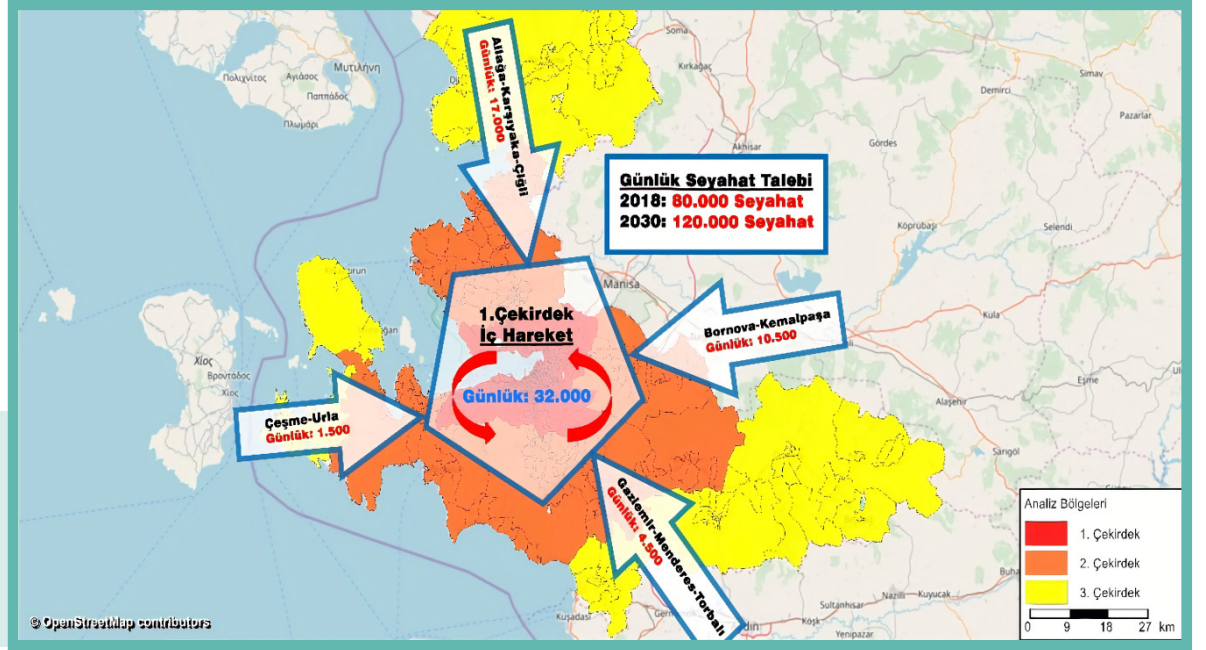 Soma
Kırkağaç
Simav
Demirci
Pazarlar
Μυτιλήνη
Πολιχνίτος
Αγιάσος
Παππάδος
Πλωμάρι
Aliağa-Karşıyaka-Çiğli
Günlük: 17.000
Akhisar
Gördes
Günlük Seyahat Talebi
2018: 80.000 Seyahat
2030: 120.000 Seyahat
Köprübaşı
Selendi
Manisa
1.Çekirdek
İç Hareket
Günlük: 32.000
Bornova-Kemalpaşa
Günlük: 10.500
Kula
Eşme
Χίος
Βροντάδος
Χίος
Alaşehir
Sarıgöl
Çeşme-Urla
Günlük: 1.500
Gaziemir-Menderes-Torbalı
Günlük: 4.500
Analiz Bölgeleri
1. Çekirdek
2. Çekirdek
3. Çekirdek
0 9 18 27 km
Kuşadası
Sultanhisar
Nazilli
Kuyucak
Köşk
Yenipazar
© OpenStreetMap contributors